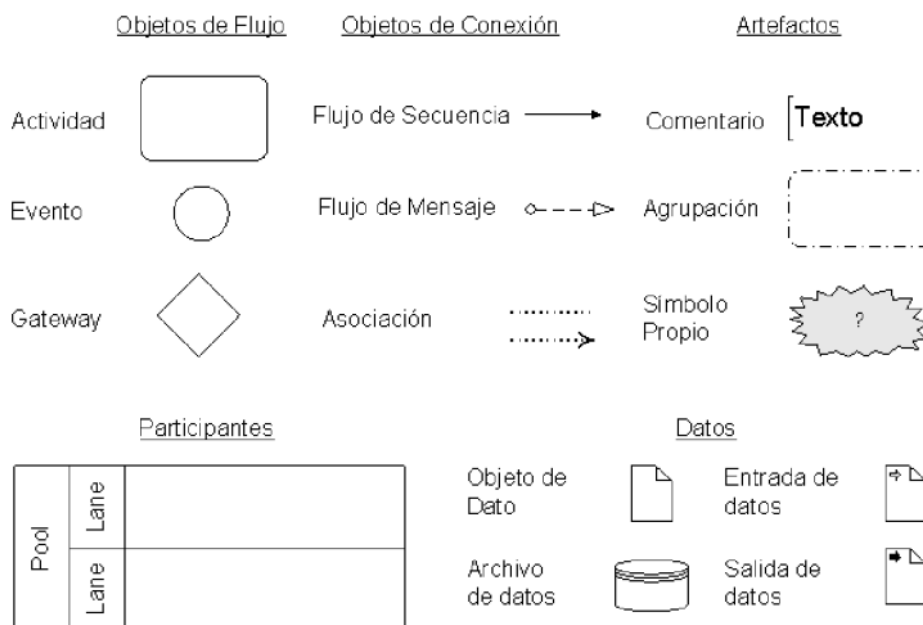 Objetos de Flujo
Objetos de Conexión
Artefactos
Actividad
Flujo de Secuencia
Comentario
Texto
Evento
Flujo de Mensaje
Agrupación
Gateway
Asociación
Símbolo
Propio
?
Participantes
Datos
Pool
Lane
Lane
Objeto de
Dato
Entrada de
datos
Archivo
de datos
Salida de
datos